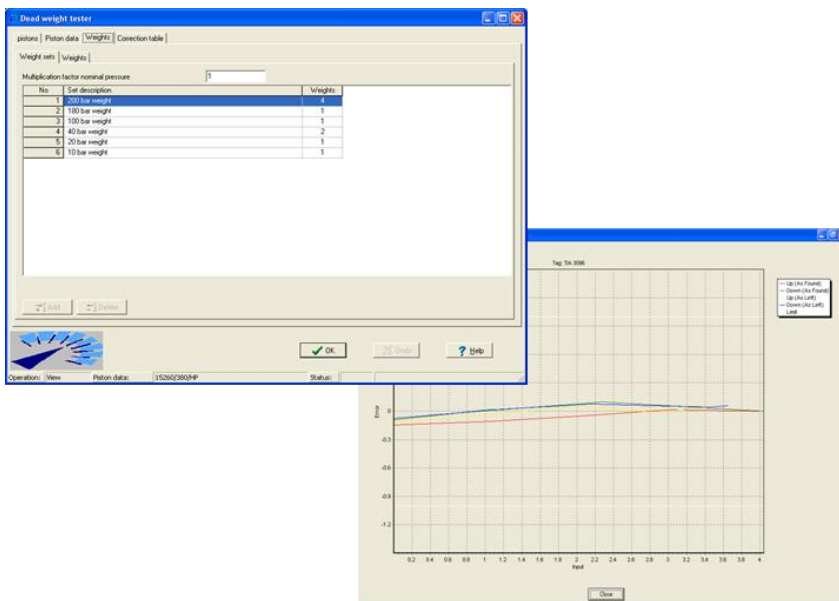 Dead weight tester
pistons Piston data Weights Correction table
Weight sets Weights
Multiplication factor nominal pressure 1
No Set description Weights
1 200 bar weight 4
2 180 bar weight 1
3 100 bar weight 1
4 40 bar weight 2
5 20 bar weight 1
6 10 bar weight 1
Add Delete
OK Undo Help
Operation: View Piston data: 15260/380/HP Status:
Tag: TIA 3086
Up (As Found)
Down (As Found)
Up (As Left)
Down (As Left)
Limit
Error
0
-0.3
-0.6
-0.9
-1.2
0.2 0.4 0.6 0.8 1 1.2 1.4 1.6 1.8 2 2.2 2.4 2.6 2.8 3 3.2 3.4 3.6 3.8 4
Input
Close